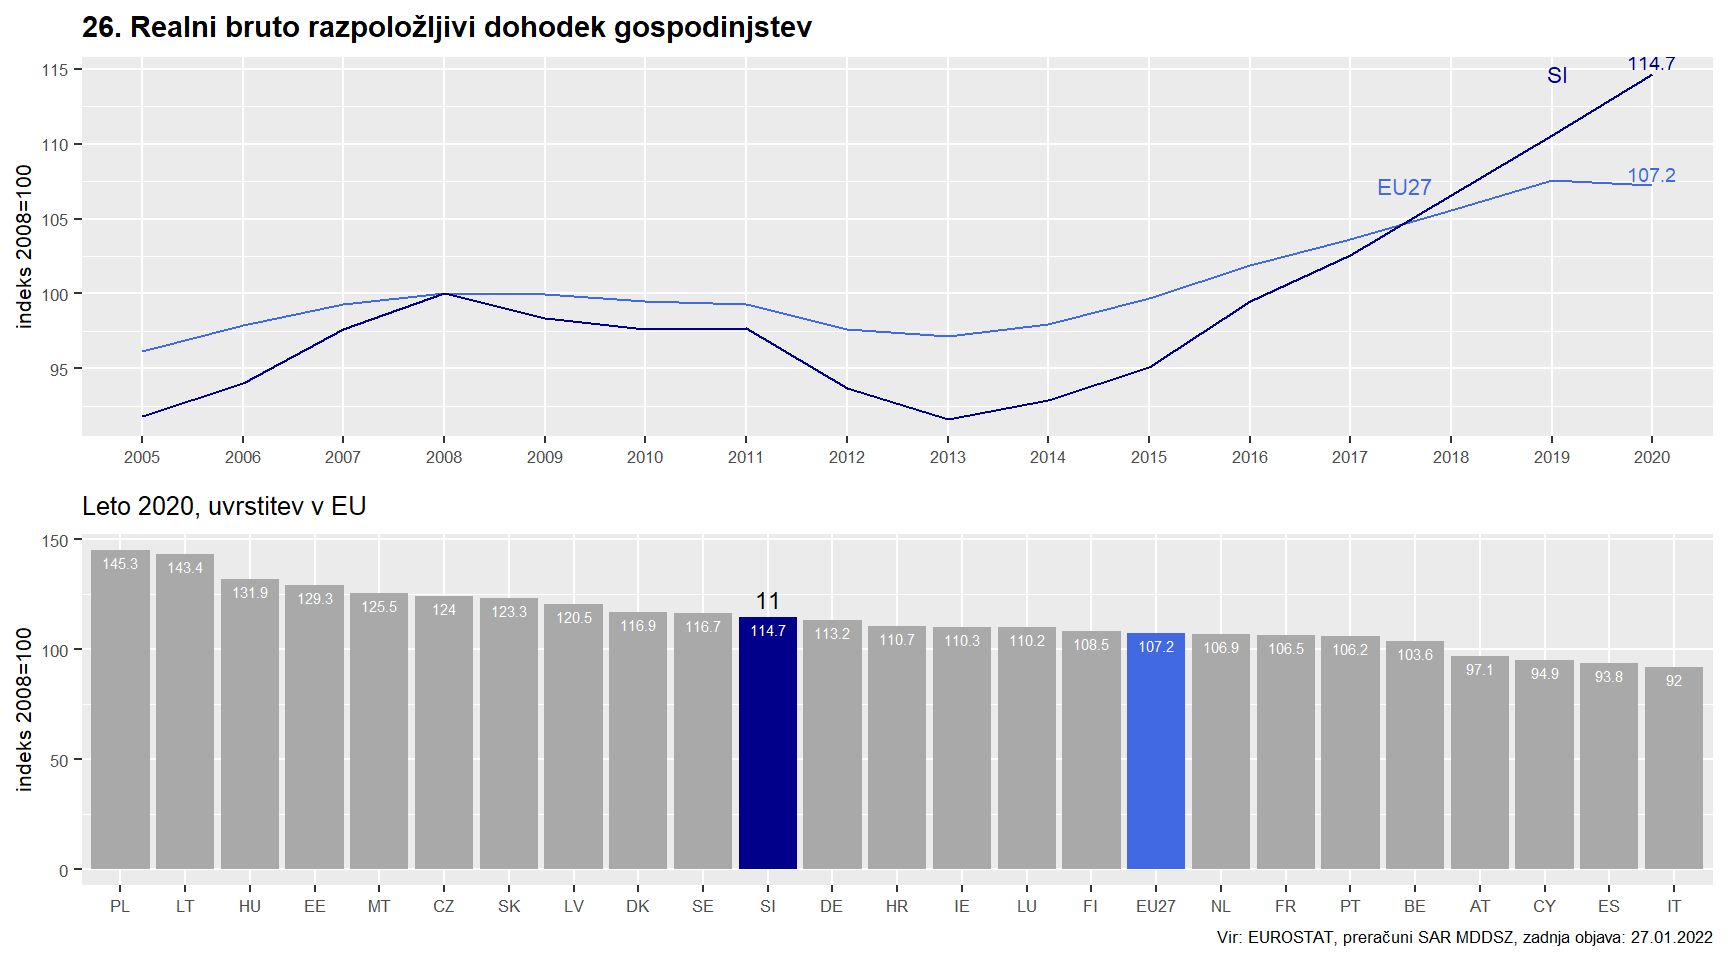 26. Realni bruto razpoložljivi dohodek gospodinjstev
indeks 2008=100
115
110
105
100
95
SI
114.7
EU27
107.2
2005 2006 2007 2008 2009 2010 2011 2012 2013 2014 2015 2016 2017 2018 2019 2020
Leto 2020, uvrstitev v EU
indeks 2008=100
150
100
50
0
11
145.3 143.4 131.9 129.3 125.5 124 123.3 120.5 116.9 116.7 114.7 113.2 110.7 110.3 110.2 108.5 107.2 106.9 106.5 106.2 103.6 97.1 94.9 93.8 92
PL LT HU EE MT CZ SK LV DK SE SI DE HR IE LU FI EU27 NL FR PT BE AT CY ES IT
Vir: EUROSTAT, preračuni SAR MDDSZ, zadnja objava: 27.01.2022